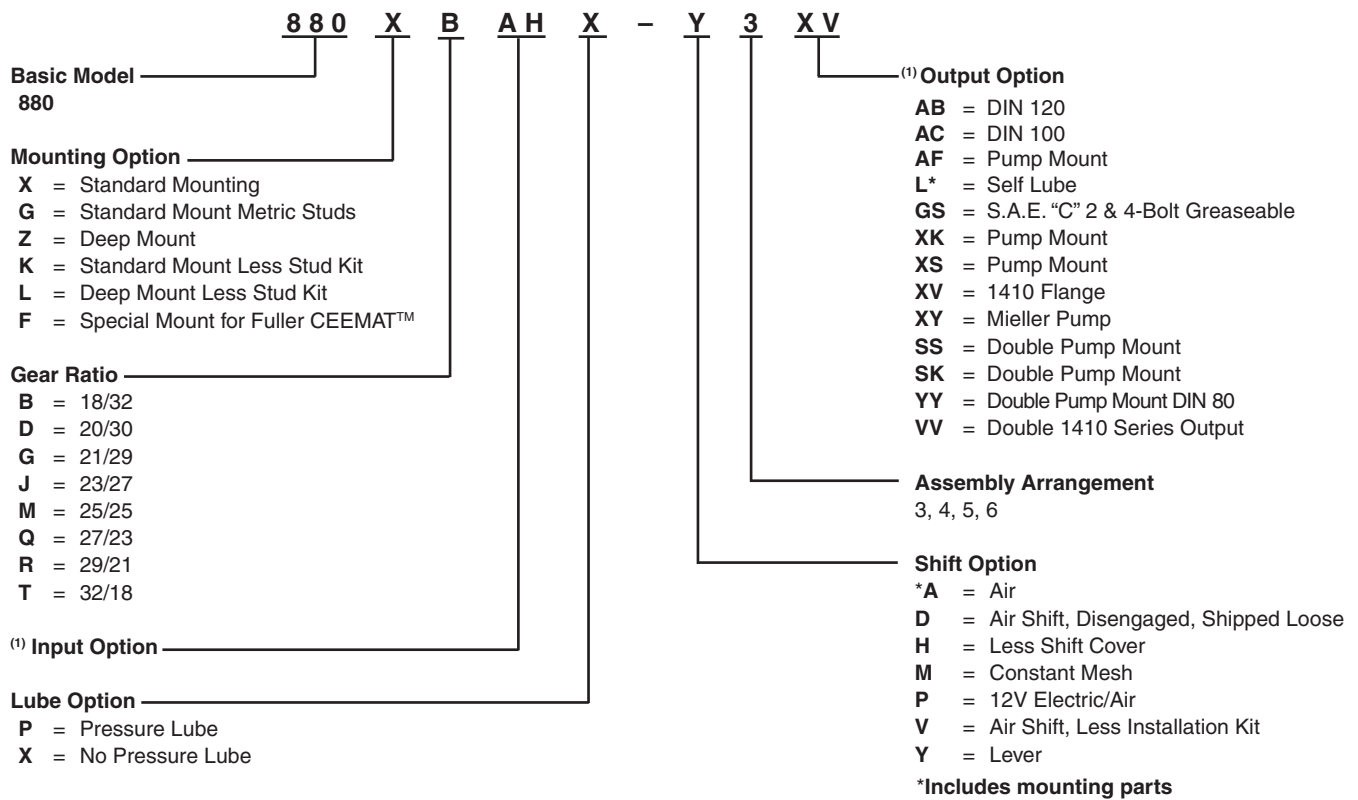 880 X B AH X – Y 3 XV
Basic Model
880
Mounting Option
X = Standard Mounting
G = Standard Mount Metric Studs
Z = Deep Mount
K = Standard Mount Less Stud Kit
L = Deep Mount Less Stud Kit
F = Special Mount for Fuller CEEMAT™
Gear Ratio
B = 18/32
D = 20/30
G = 21/29
J = 23/27
M = 25/25
Q = 27/23
R = 29/21
T = 32/18
(1) Input Option
Lube Option
P = Pressure Lube
X = No Pressure Lube
(1) Output Option
AB = DIN 120
AC = DIN 100
AF = Pump Mount
L* = Self Lube
GS = S.A.E. “C” 2 & 4-Bolt Greaseable
XK = Pump Mount
XS = Pump Mount
XV = 1410 Flange
XY = Mieller Pump
SS = Double Pump Mount
SK = Double Pump Mount
YY = Double Pump Mount DIN 80
VV = Double 1410 Series Output
Assembly Arrangement
3, 4, 5, 6
Shift Option
*A = Air
D = Air Shift, Disengaged, Shipped Loose
H = Less Shift Cover
M = Constant Mesh
P = 12V Electric/Air
V = Air Shift, Less Installation Kit
Y = Lever
*Includes mounting parts